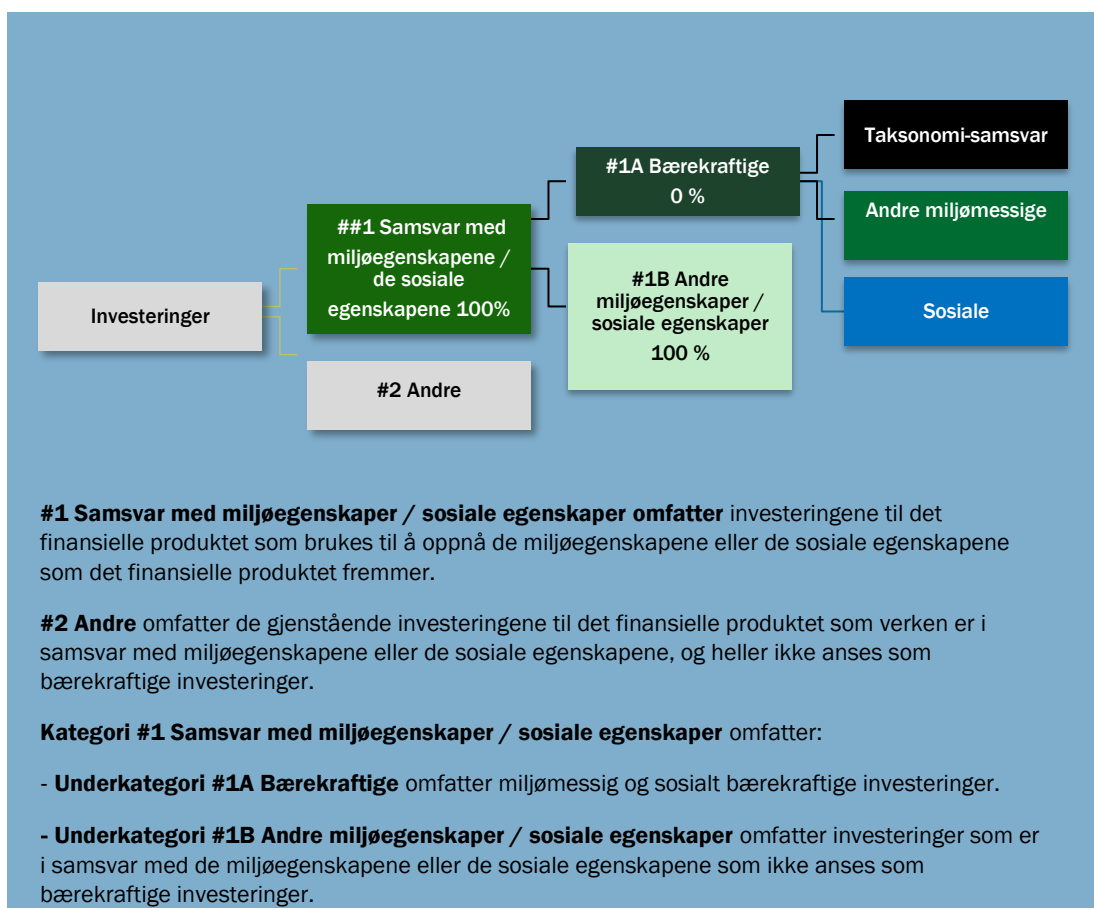 Investeringer
##1 Samsvar med
miljøegenskapene /
de sosiale
egenskapene 100%
#2 Andre
#1A Bærekraftige
0 %
#1B Andre
miljøegenskaper /
sosiale egenskaper
100 %
Taksonomi-samsvar
Andre miljømessige
Sosiale
#1 Samsvar med miljøegenskaper / sosiale egenskaper omfatter investeringene til det
finansielle produktet som brukes til å oppnå de miljøegenskapene eller de sosiale egenskapene
som det finansielle produktet fremmer.
#2 Andre omfatter de gjenstående investeringene til det finansielle produktet som verken er i
samsvar med miljøegenskapene eller de sosiale egenskapene, og heller ikke anses som
bærekraftige investeringer.
Kategori #1 Samsvar med miljøegenskaper / sosiale egenskaper omfatter:
- Underkategori #1A Bærekraftige omfatter miljømessig og sosialt bærekraftige investeringer.
- Underkategori #1B Andre miljøegenskaper / sosiale egenskaper omfatter investeringer som er
i samsvar med de miljøegenskapene eller de sosiale egenskapene som ikke anses som
bærekraftige investeringer.